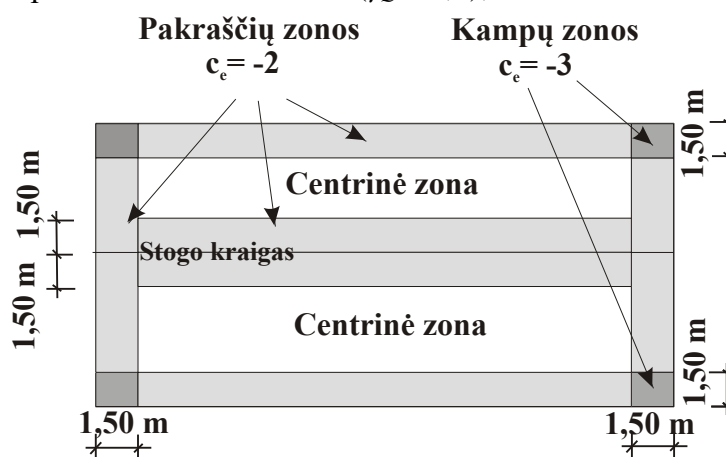 Pakraščių zonos
cₑ= -2
Kampų zonos
cₑ= -3
1,50 m
1,50 m
Centrinė zona
Stogo kraigas
1,50 m
Centrinė zona
1,50 m
1,50 m
1,50 m